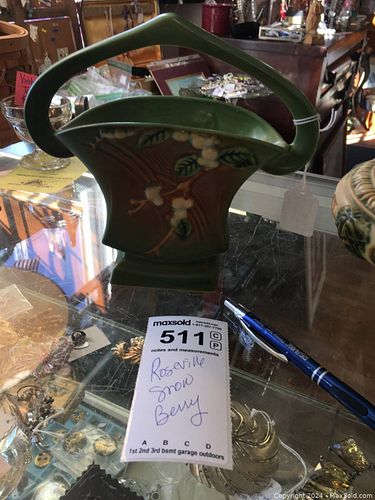 maxsold
511 C
P
notes and measurements
Roseville
Snow
Berry
A B C D
1st 2nd 3rd bsmt garage outdoors
Copyright 2024 - MaxSold.com